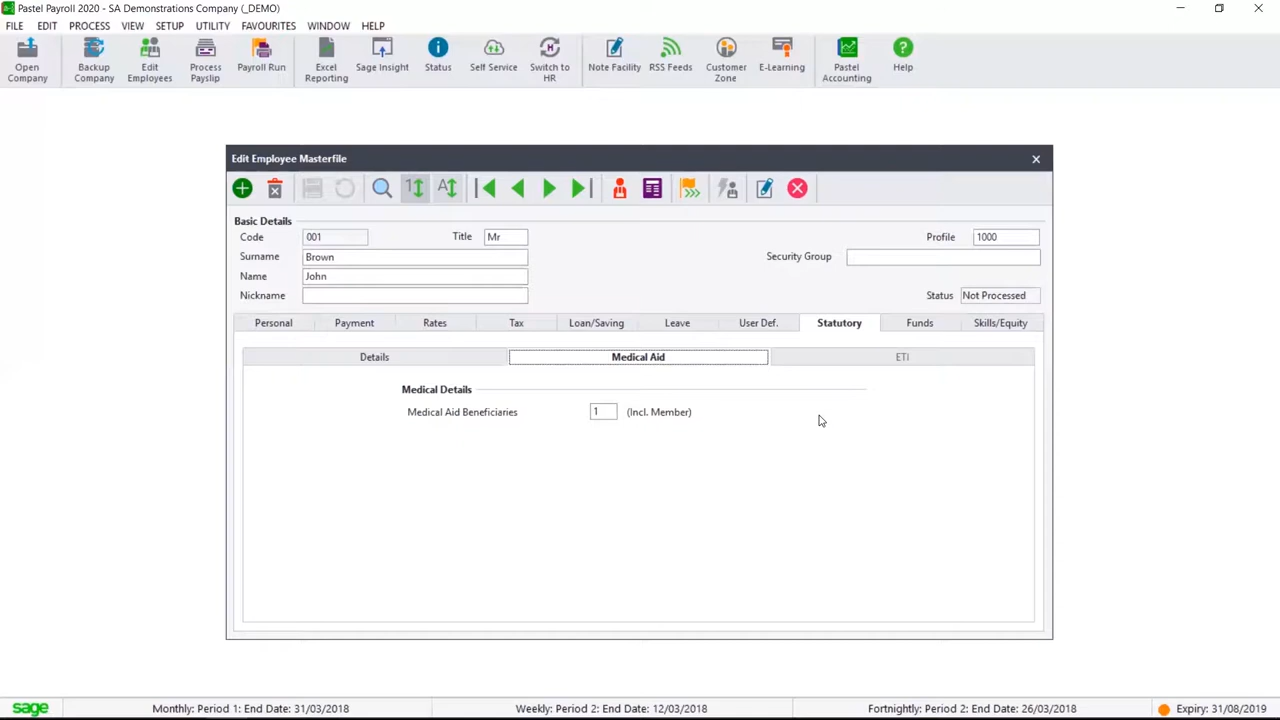 Pastel Payroll 2020 - SA Demonstrations Company (_DEMO)
FILE EDIT PROCESS VIEW SETUP UTILITY FAVOURITES WINDOW HELP
Open Company Backup Company Edit Employees Process Payslip Payroll Run Excel Reporting Sage Insight Status Self Service Switch to HR Note Facility RSS Feeds Customer Zone E-Learning Pastel Accounting Help
Edit Employee Masterfile
Basic Details
Code 001 Title Mr Profile 1000
Surname Brown Security Group
Name John
Nickname Status Not Processed
Personal Payment Rates Tax Loan/Saving Leave User Def. Statutory Funds Skills/Equity
Details Medical Aid ETI
Medical Details
Medical Aid Beneficiaries 1 (Incl. Member)
sage Monthly: Period 1: End Date: 31/03/2018 Weekly: Period 2: End Date: 12/03/2018 Fortnightly: Period 2: End Date: 26/03/2018 Expiry: 31/08/2019